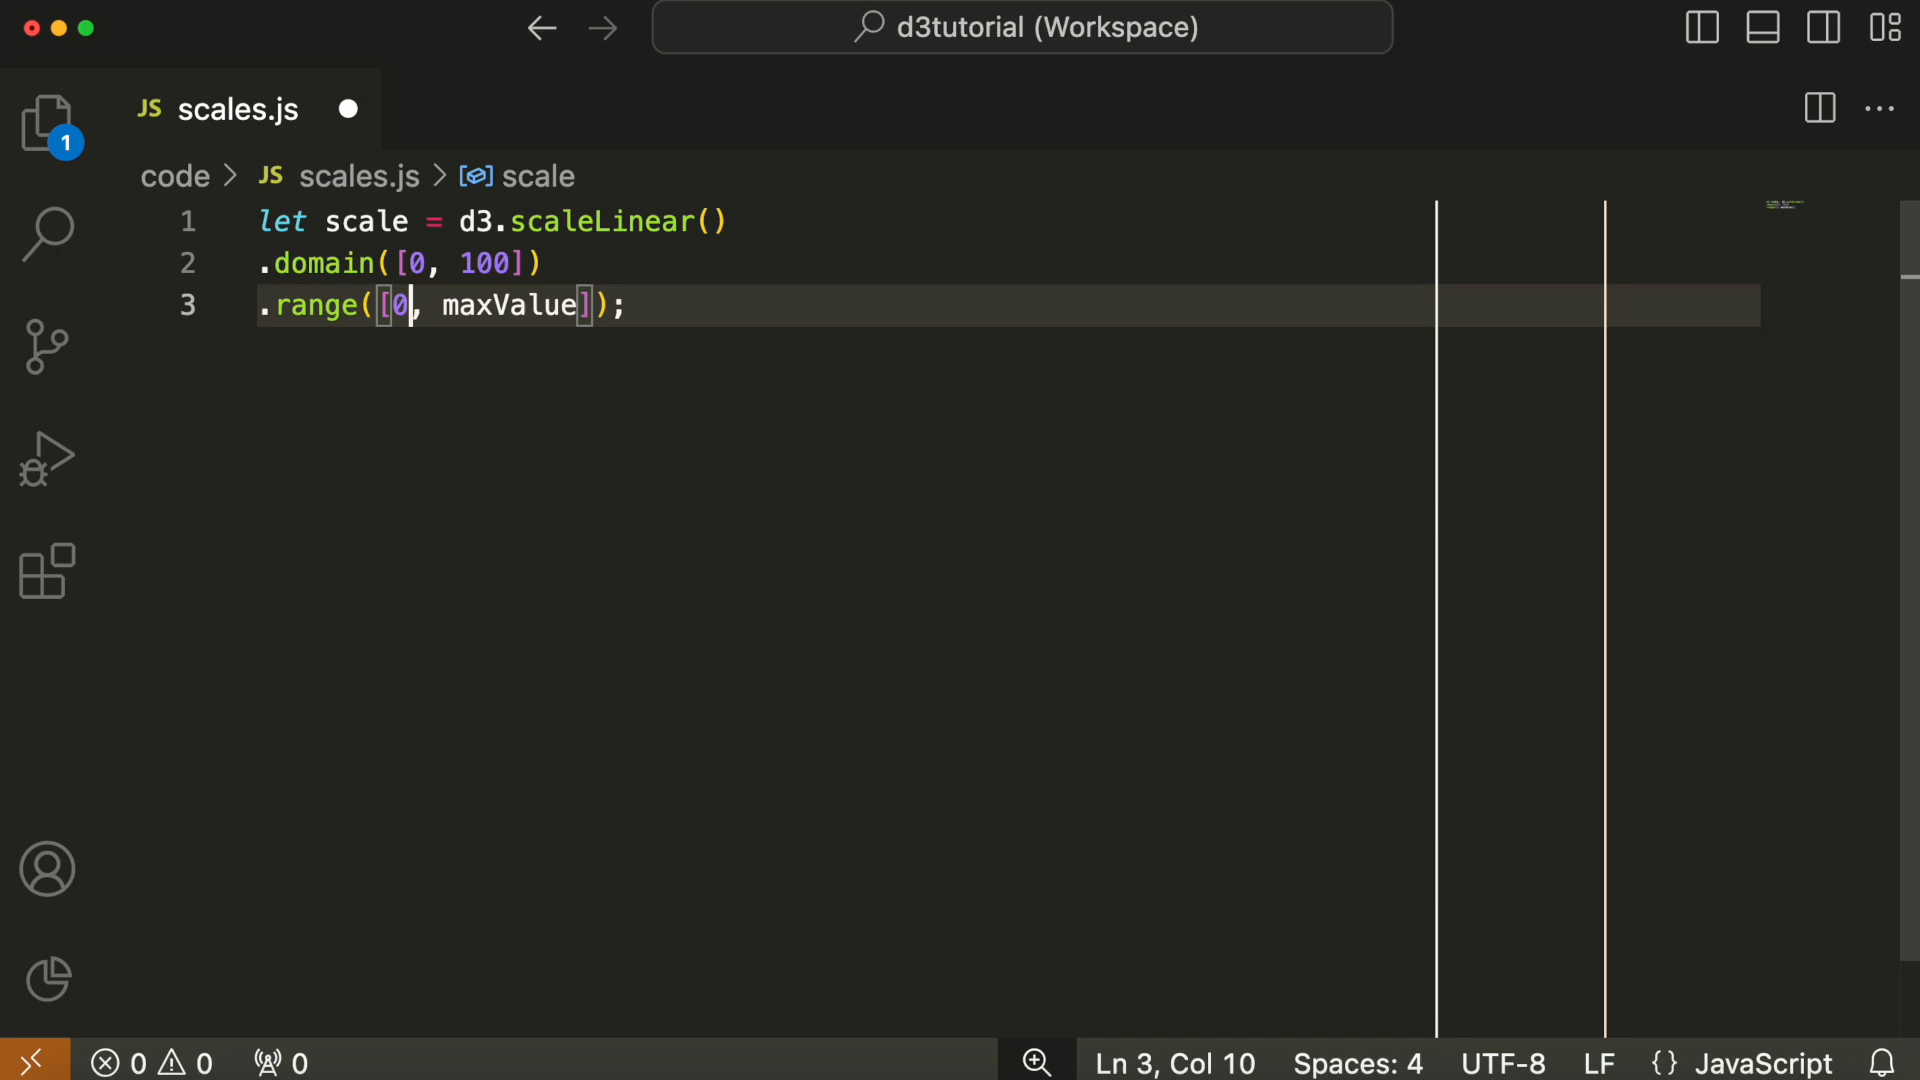 d3tutorial (Workspace)
JS scales.js
1
code > JS scales.js > scale
1 let scale = d3.scaleLinear()
2 .domain([0, 100])
3 .range([0, maxValue]);
0 0 0 Ln 3, Col 10 Spaces: 4 UTF-8 LF {} JavaScript